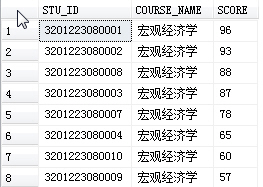 STU_ID COURSE_NAME SCORE
1 3201223080001 宏观经济学 96
2 3201223080002 宏观经济学 93
3 3201223080008 宏观经济学 88
4 3201223080003 宏观经济学 87
5 3201223080007 宏观经济学 78
6 3201223080004 宏观经济学 65
7 3201223080010 宏观经济学 60
8 3201223080009 宏观经济学 57